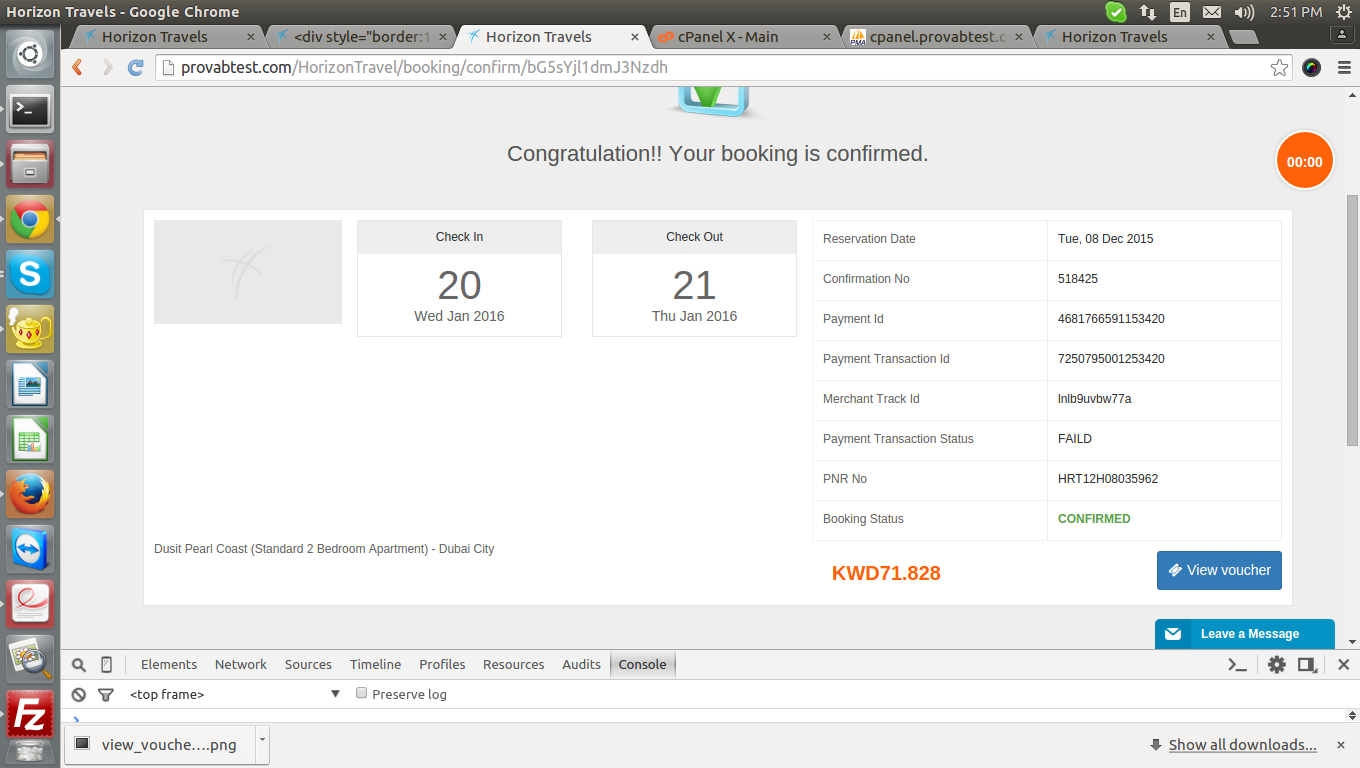 Horizon Travels - Google Chrome
En
2:51 PM
Horizon Travels
<div style="border:1
Horizon Travels
cPanel X - Main
cpanel.provabtest.c
Horizon Travels
provabtest.com/HorizonTravel/booking/confirm/bG5sYjl1dmJ3Nzdh
Congratulation!! Your booking is confirmed.
00:00
Check In
20
Wed Jan 2016
Check Out
21
Thu Jan 2016
Reservation Date Tue, 08 Dec 2015
Confirmation No 518425
Payment Id 4681766591153420
Payment Transaction Id 7250795001253420
Merchant Track Id lnlb9uvbw77a
Payment Transaction Status FAILD
PNR No HRT12H08035962
Booking Status CONFIRMED
Dusit Pearl Coast (Standard 2 Bedroom Apartment) - Dubai City
KWD71.828
View voucher
Leave a Message
Elements Network Sources Timeline Profiles Resources Audits Console
<top frame>
Preserve log
view_vouche....png
Show all downloads...